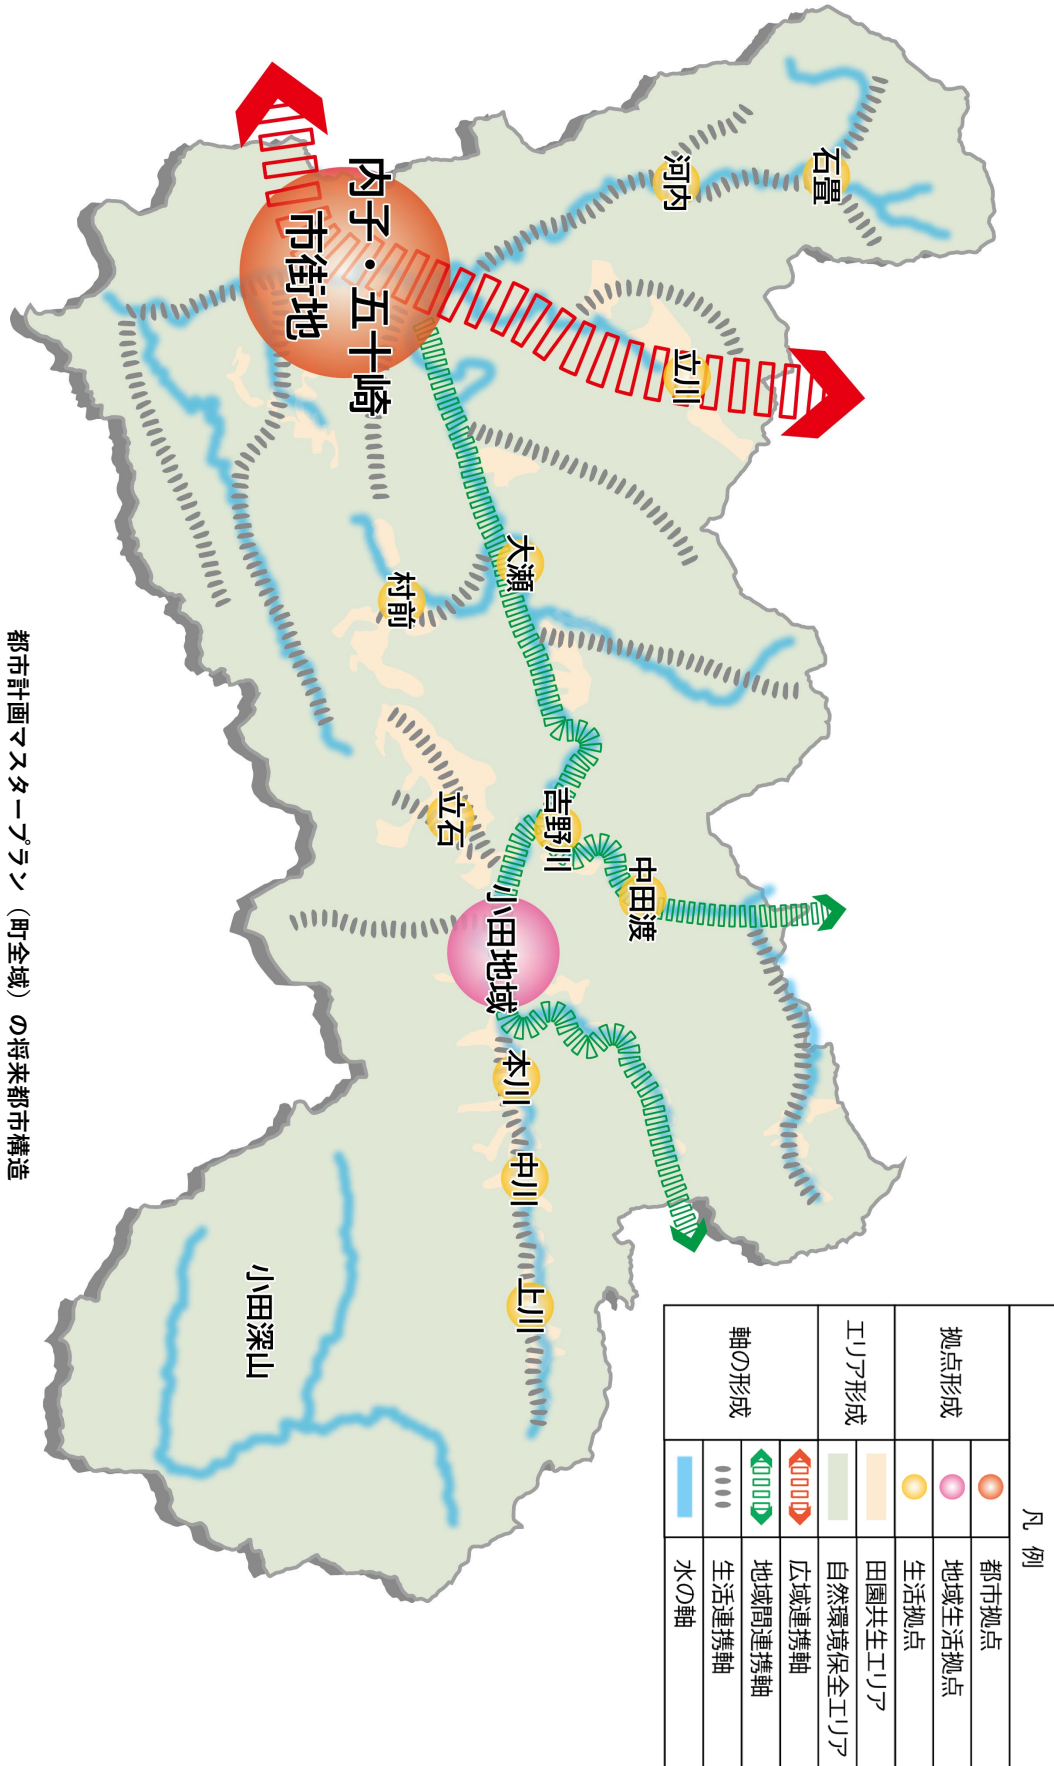 石畳
河内
立川
内子・五十崎
市街地
大瀬
村前
立石
吉野川
中田渡
小田地域
本川
中川
上川
小田深山
凡 例
拠点形成
都市拠点
地域生活拠点
生活拠点
エリア形成
田園共生エリア
自然環境保全エリア
軸の形成
広域連携軸
地域間連携軸
生活連携軸
水の軸
都市計画マスタープラン（町全域）の将来都市構造